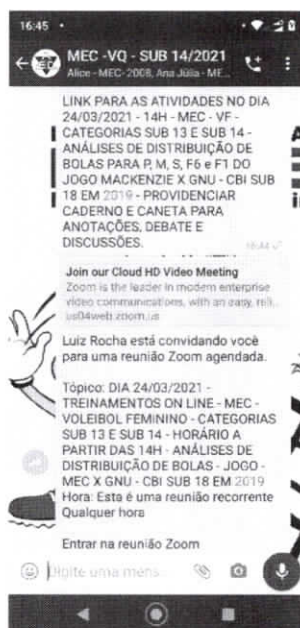 16:45
MEC -VQ - SUB 14/2021
Alice - MEC- 2008, Ana Júlia - ME...
LINK PARA AS ATIVIDADES NO DIA
24/03/2021 - 14H - MEC - VF -
CATEGORIAS SUB 13 E SUB 14 -
ANÁLISES DE DISTRIBUIÇÃO DE
BOLAS PARA P, M, S, F6 e F1 DO
JOGO MACKENZIE X GNU - CBI SUB
18 EM 2019 - PROVIDENCIAR
CADERNO E CANETA PARA
ANOTAÇÕES, DEBATE E
DISCUSSÕES.
16:44
Join our Cloud HD Video Meeting
Zoom is the leader in modern enterprise
video communications, with an easy, reli...
us04web.zoom.us
Luiz Rocha está convidando você
para uma reunião Zoom agendada.
Tópico: DIA 24/03/2021 -
TREINAMENTOS ON LINE - MEC -
VOLEIBOL FEMININO - CATEGORIAS
SUB 13 E SUB 14 - HORÁRIO A
PARTIR DAS 14H - ANÁLISES DE
DISTRIBUIÇÃO DE BOLAS - JOGO -
MEC X GNU - CBI SUB 18 EM 2019
Hora: Esta é uma reunião recorrente
Qualquer hora
Entrar na reunião Zoom
Digite uma mens